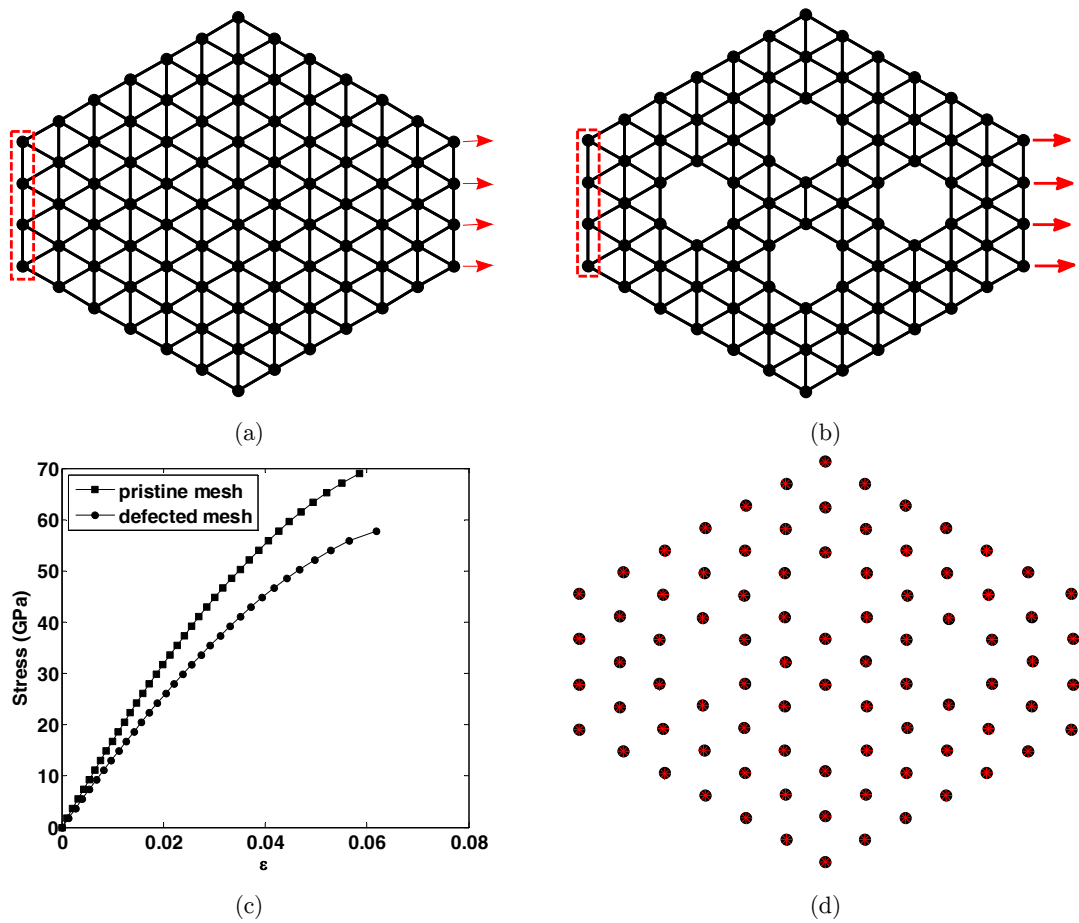 (a)
(b)
70
60
50
40
30
20
10
0
Stress (GPa)
pristine mesh
defected mesh
0
0.02
0.04
0.06
0.08
ε
(c)
(d)